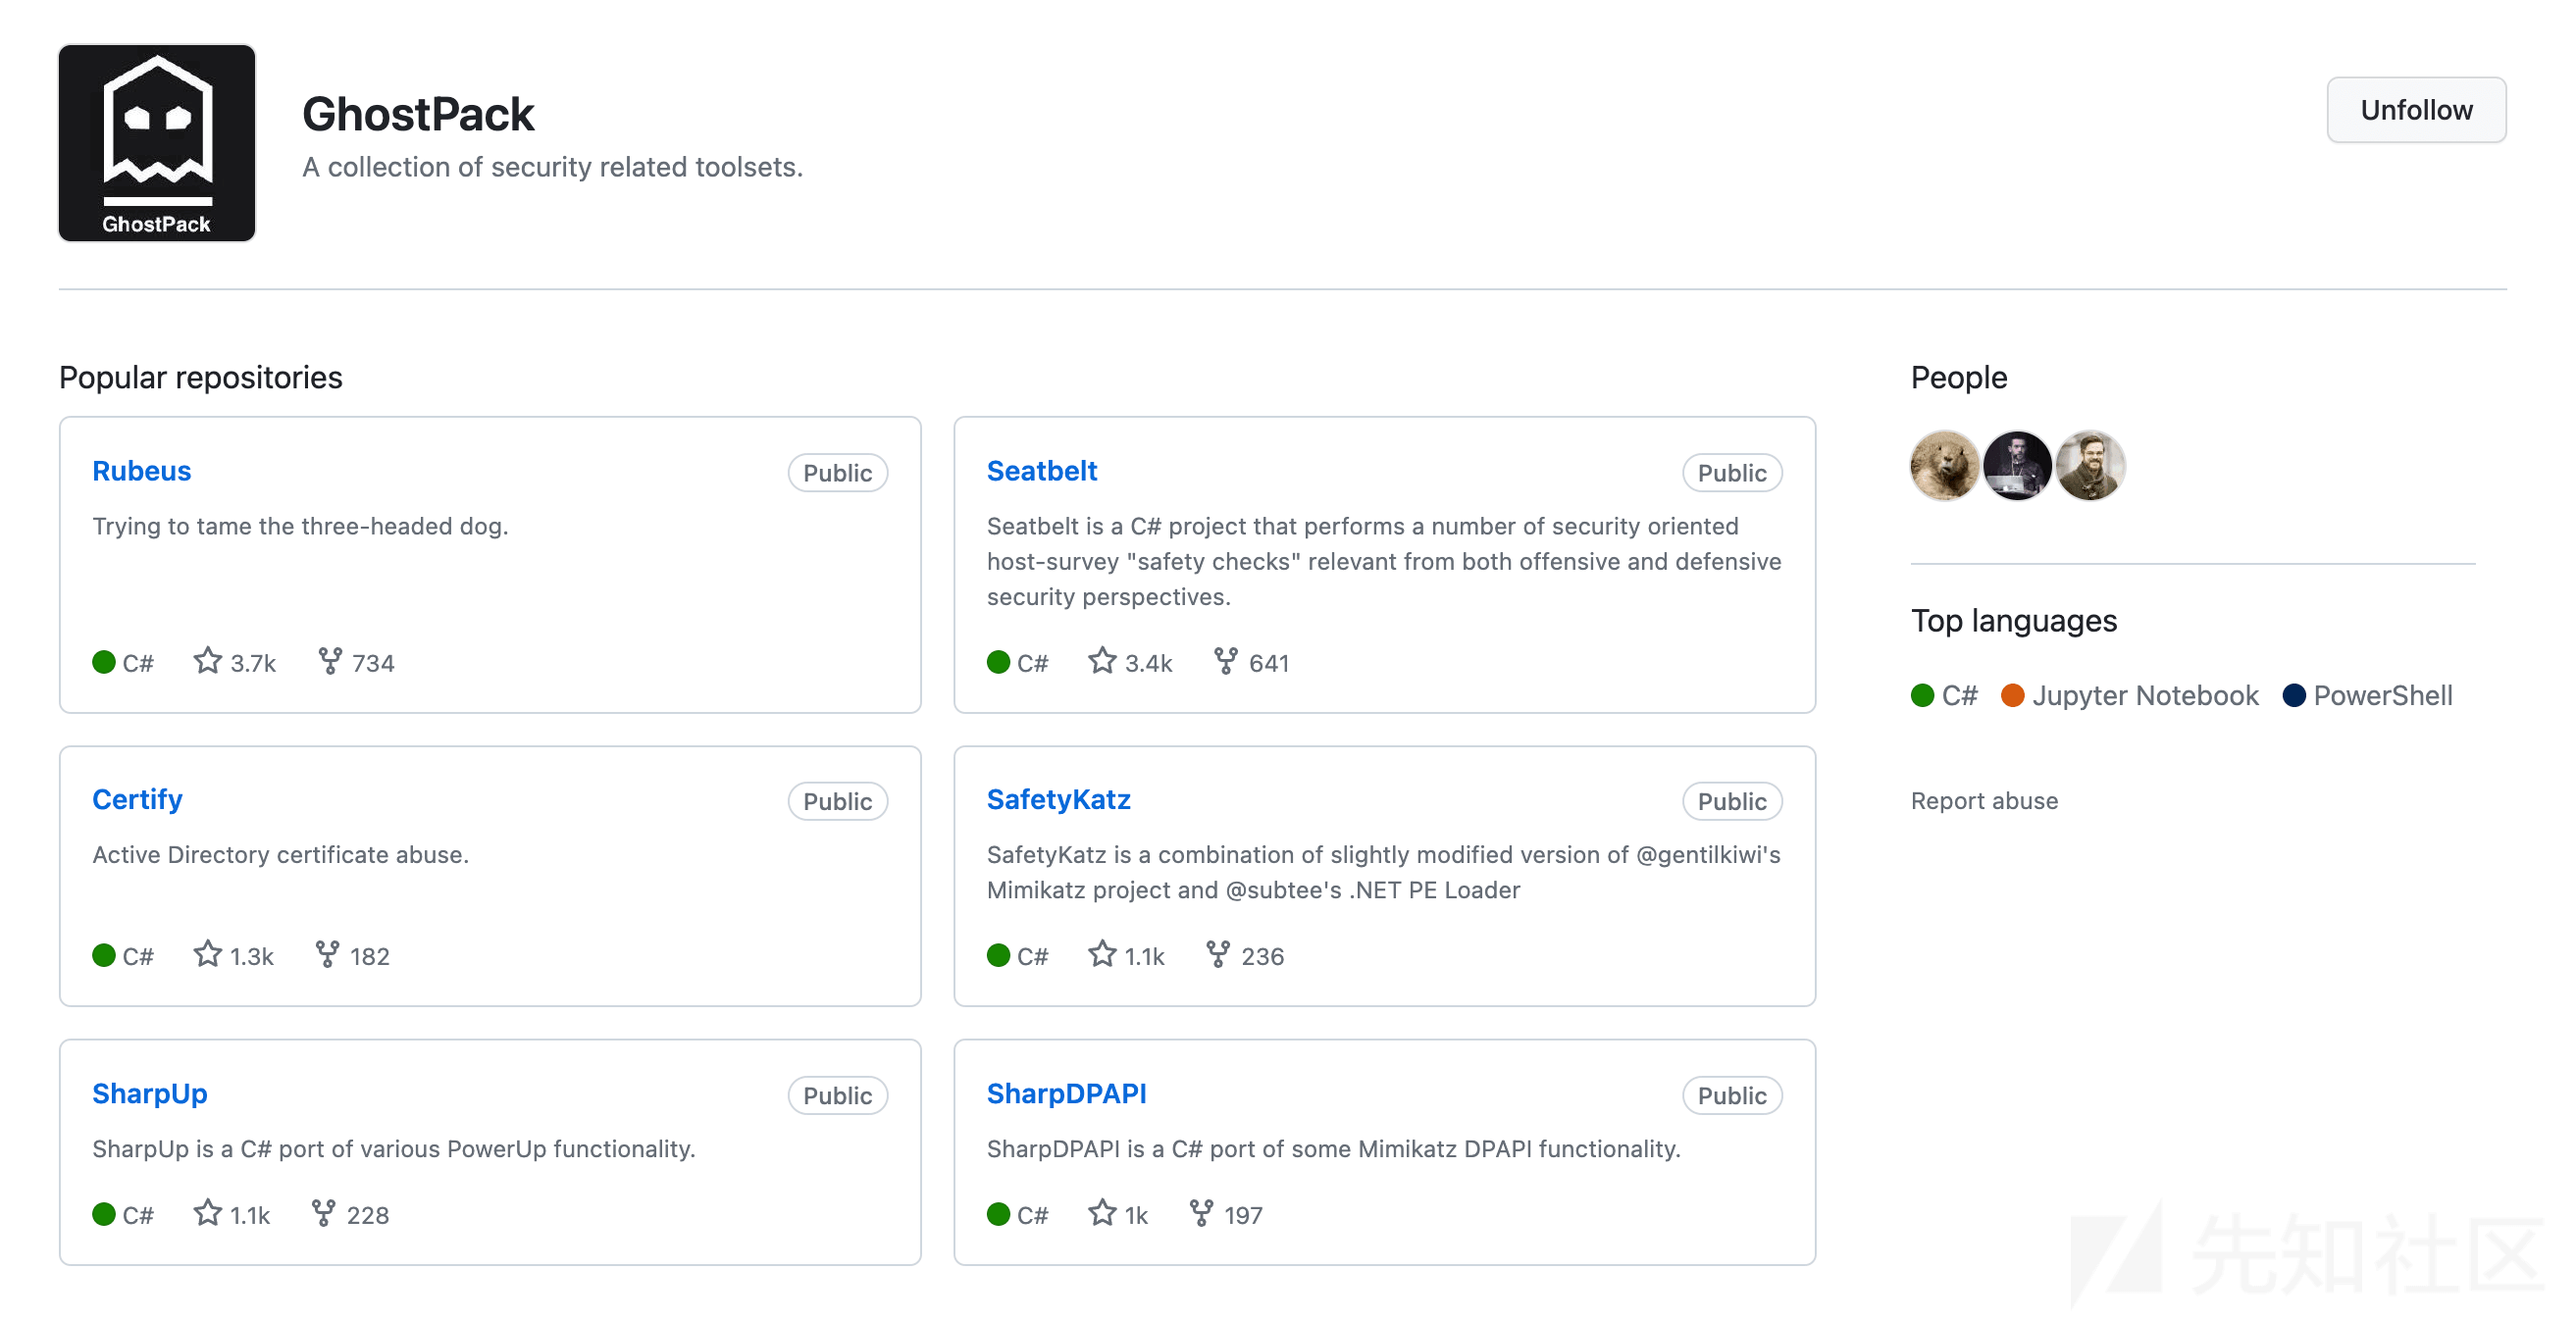 GhostPack
GhostPack
A collection of security related toolsets.
Unfollow
Popular repositories
Rubeus
Public
Trying to tame the three-headed dog.
C# 3.7k 734
Seatbelt
Public
Seatbelt is a C# project that performs a number of security oriented
host-survey "safety checks" relevant from both offensive and defensive
security perspectives.
C# 3.4k 641
Certify
Public
Active Directory certificate abuse.
C# 1.3k 182
SafetyKatz
Public
SafetyKatz is a combination of slightly modified version of @gentilkiwi's
Mimikatz project and @subtee's .NET PE Loader
C# 1.1k 236
SharpUp
Public
SharpUp is a C# port of various PowerUp functionality.
C# 1.1k 228
SharpDPAPI
Public
SharpDPAPI is a C# port of some Mimikatz DPAPI functionality.
C# 1k 197
People
Top languages
C# Jupyter Notebook PowerShell
Report abuse
先知社区